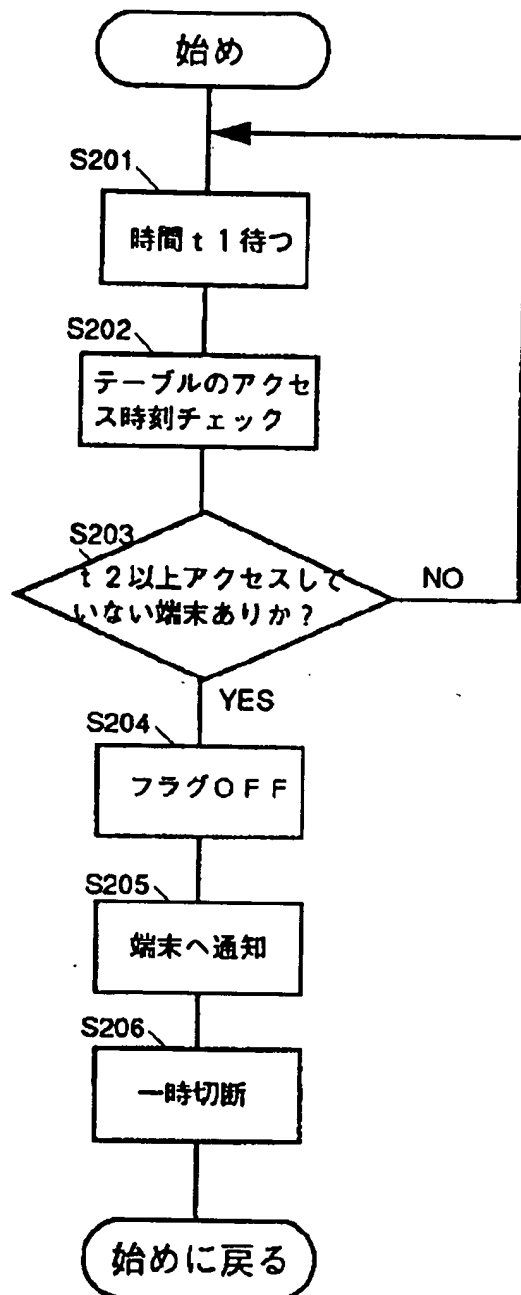 始め
S201
時間ｔ１待つ
S202
テーブルのアクセ
ス時刻チェック
S203
ｔ２以上アクセスして
いない端末ありか？
NO
YES
S204
フラグＯＦＦ
S205
端末へ通知
S206
一時切断
始めに戻る